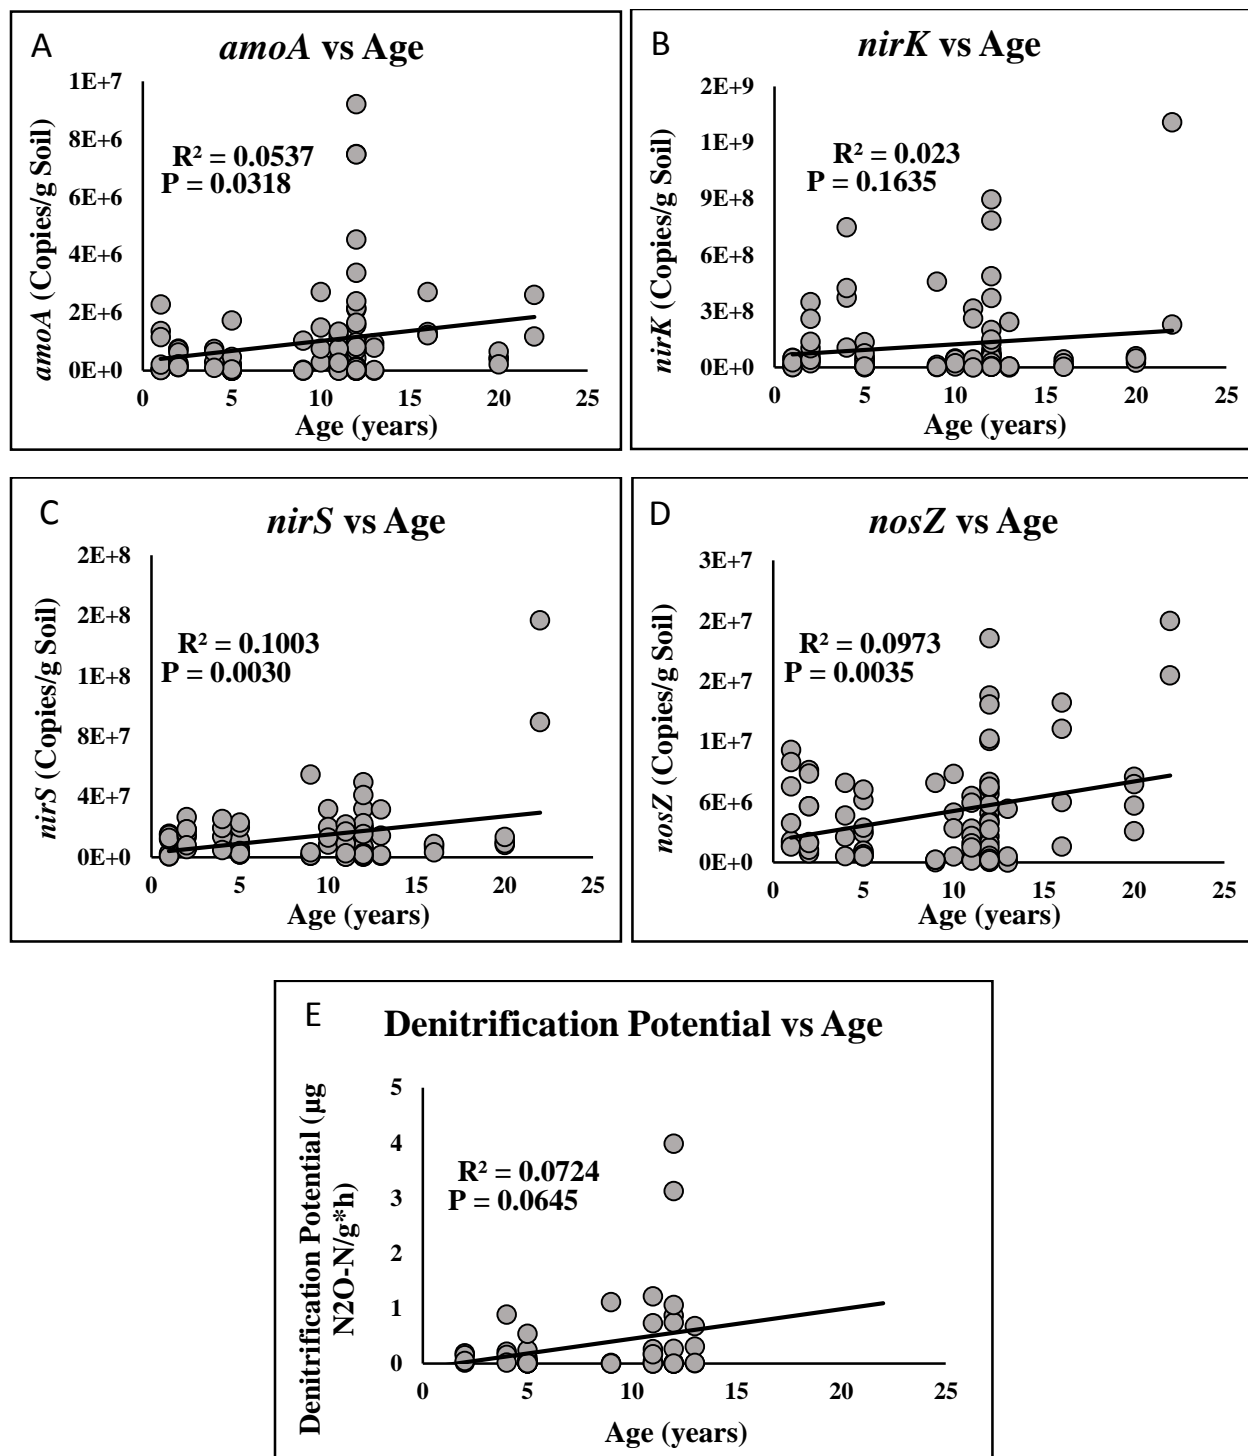 A
amoA vs Age
1E+7
8E+6
6E+6
4E+6
2E+6
0E+0
R² = 0.0537
P = 0.0318
amoA (Copies/g Soil)
0 5 10 15 20 25
Age (years)
B
nirK vs Age
2E+9
1E+9
9E+8
6E+8
3E+8
0E+0
R² = 0.023
P = 0.1635
nirK (Copies/g Soil)
0 5 10 15 20 25
Age (years)
C
nirS vs Age
2E+8
2E+8
1E+8
8E+7
4E+7
0E+0
R² = 0.1003
P = 0.0030
nirS (Copies/g Soil)
0 5 10 15 20 25
Age (years)
D
nosZ vs Age
3E+7
2E+7
2E+7
1E+7
6E+6
0E+0
R² = 0.0973
P = 0.0035
nosZ (Copies/g Soil)
0 5 10 15 20 25
Age (years)
E
Denitrification Potential vs Age
5
4
3
2
1
0
R² = 0.0724
P = 0.0645
Denitrification Potential (µg
N2O-N/g*h)
0 5 10 15 20 25
Age (years)